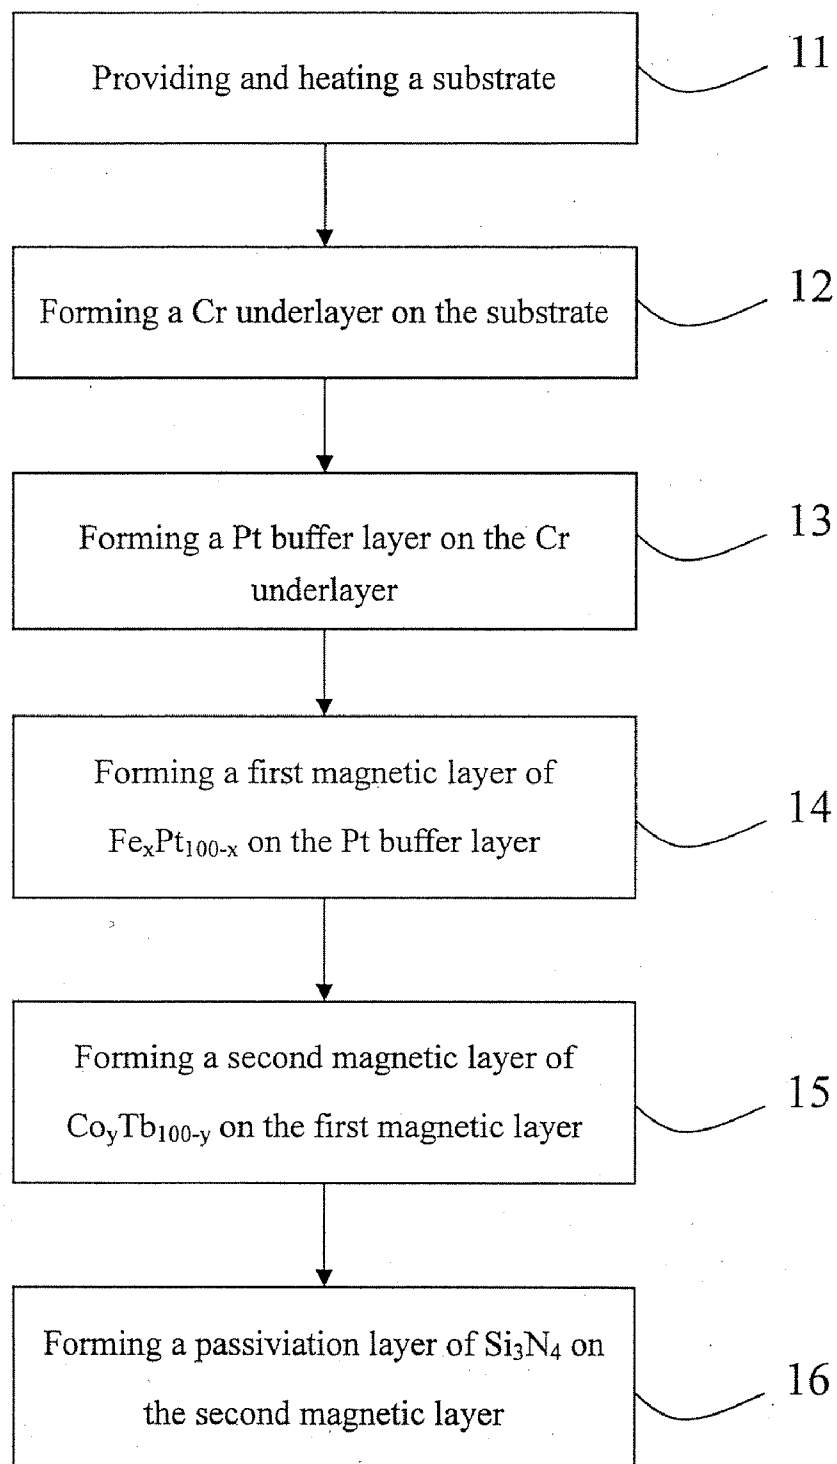 Providing and heating a substrate
11
Forming a Cr underlayer on the substrate
12
Forming a Pt buffer layer on the Cr
underlayer
13
Forming a first magnetic layer of
FexPt100-x on the Pt buffer layer
14
Forming a second magnetic layer of
CoyTb100-y on the first magnetic layer
15
Forming a passiviation layer of Si3N4 on
the second magnetic layer
16